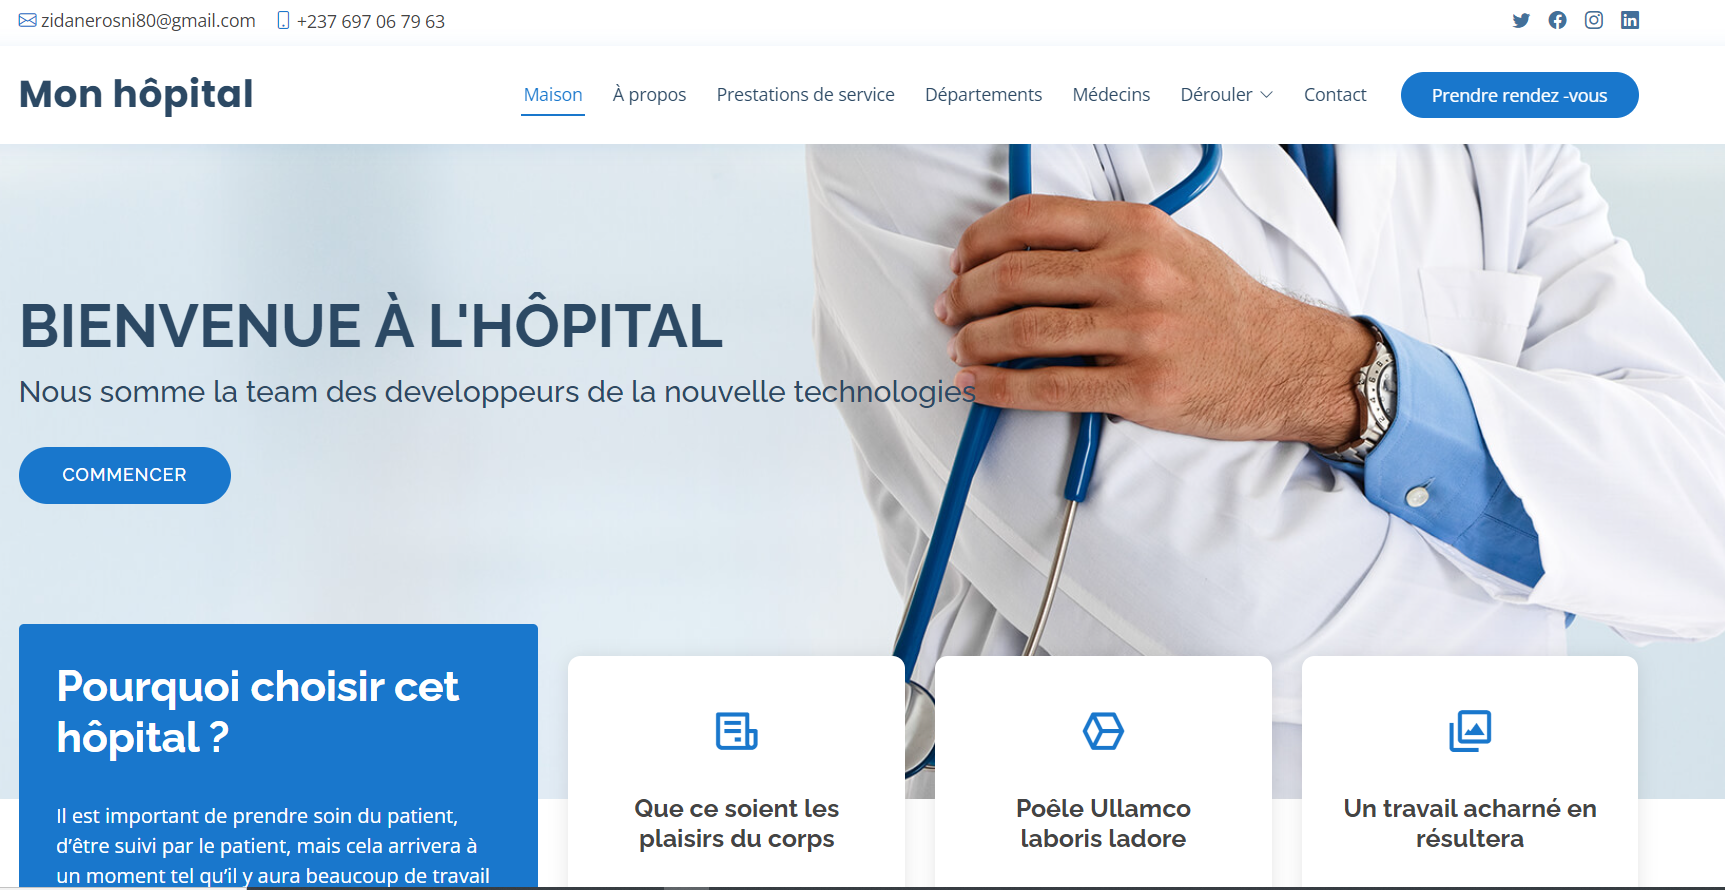 zidanerosni80@gmail.com +237 697 06 79 63
Mon hôpital
Maison À propos Prestations de service Départements Médecins Dérouler Contact Prendre rendez -vous
BIENVENUE À L'HÔPITAL
Nous somme la team des developpeurs de la nouvelle technologies
COMMENCER
Pourquoi choisir cet
hôpital ?
Il est important de prendre soin du patient,
d’être suivi par le patient, mais cela arrivera à
un moment tel qu’il y aura beaucoup de travail
Que ce soient les
plaisirs du corps
Poêle Ullamco
laboris ladore
Un travail acharné en
résultera